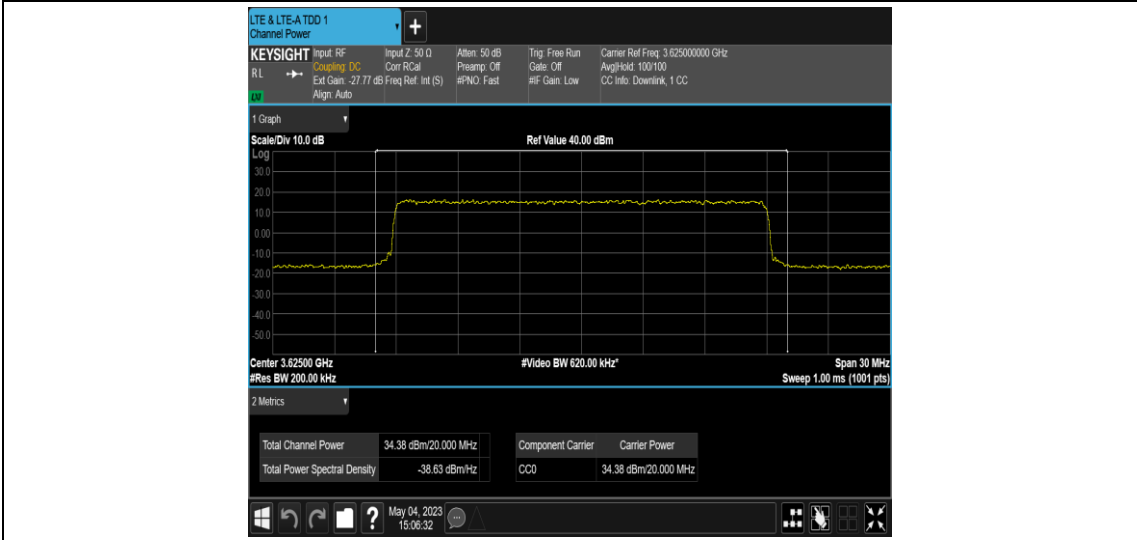 LTE & LTE-A TDD 1
Channel Power
+
KEYSIGHT Input: RF Input Z: 50 Ω Atten: 50 dB Trig: Free Run Carrier Ref Freq: 3.625000000 GHz
RL Coupling: DC Corr RCal Preamp: Off Gate: Off Avg|Hold: 100/100
Ext Gain: -27.77 dB Freq Ref: Int (S) #PNO: Fast #IF Gain: Low CC Info: Downlink, 1 CC
Align: Auto
1 Graph
Scale/Div 10.0 dB Ref Value 40.00 dBm
Log
30.0
20.0
10.0
0.00
-10.0
-20.0
-30.0
-40.0
-50.0
Center 3.62500 GHz #Video BW 620.00 kHz* Span 30 MHz
#Res BW 200.00 kHz Sweep 1.00 ms (1001 pts)
2 Metrics
Total Channel Power 34.38 dBm/20.000 MHz Component Carrier Carrier Power
Total Power Spectral Density -38.63 dBm/Hz CC0 34.38 dBm/20.000 MHz
? May 04, 2023
15:06:32